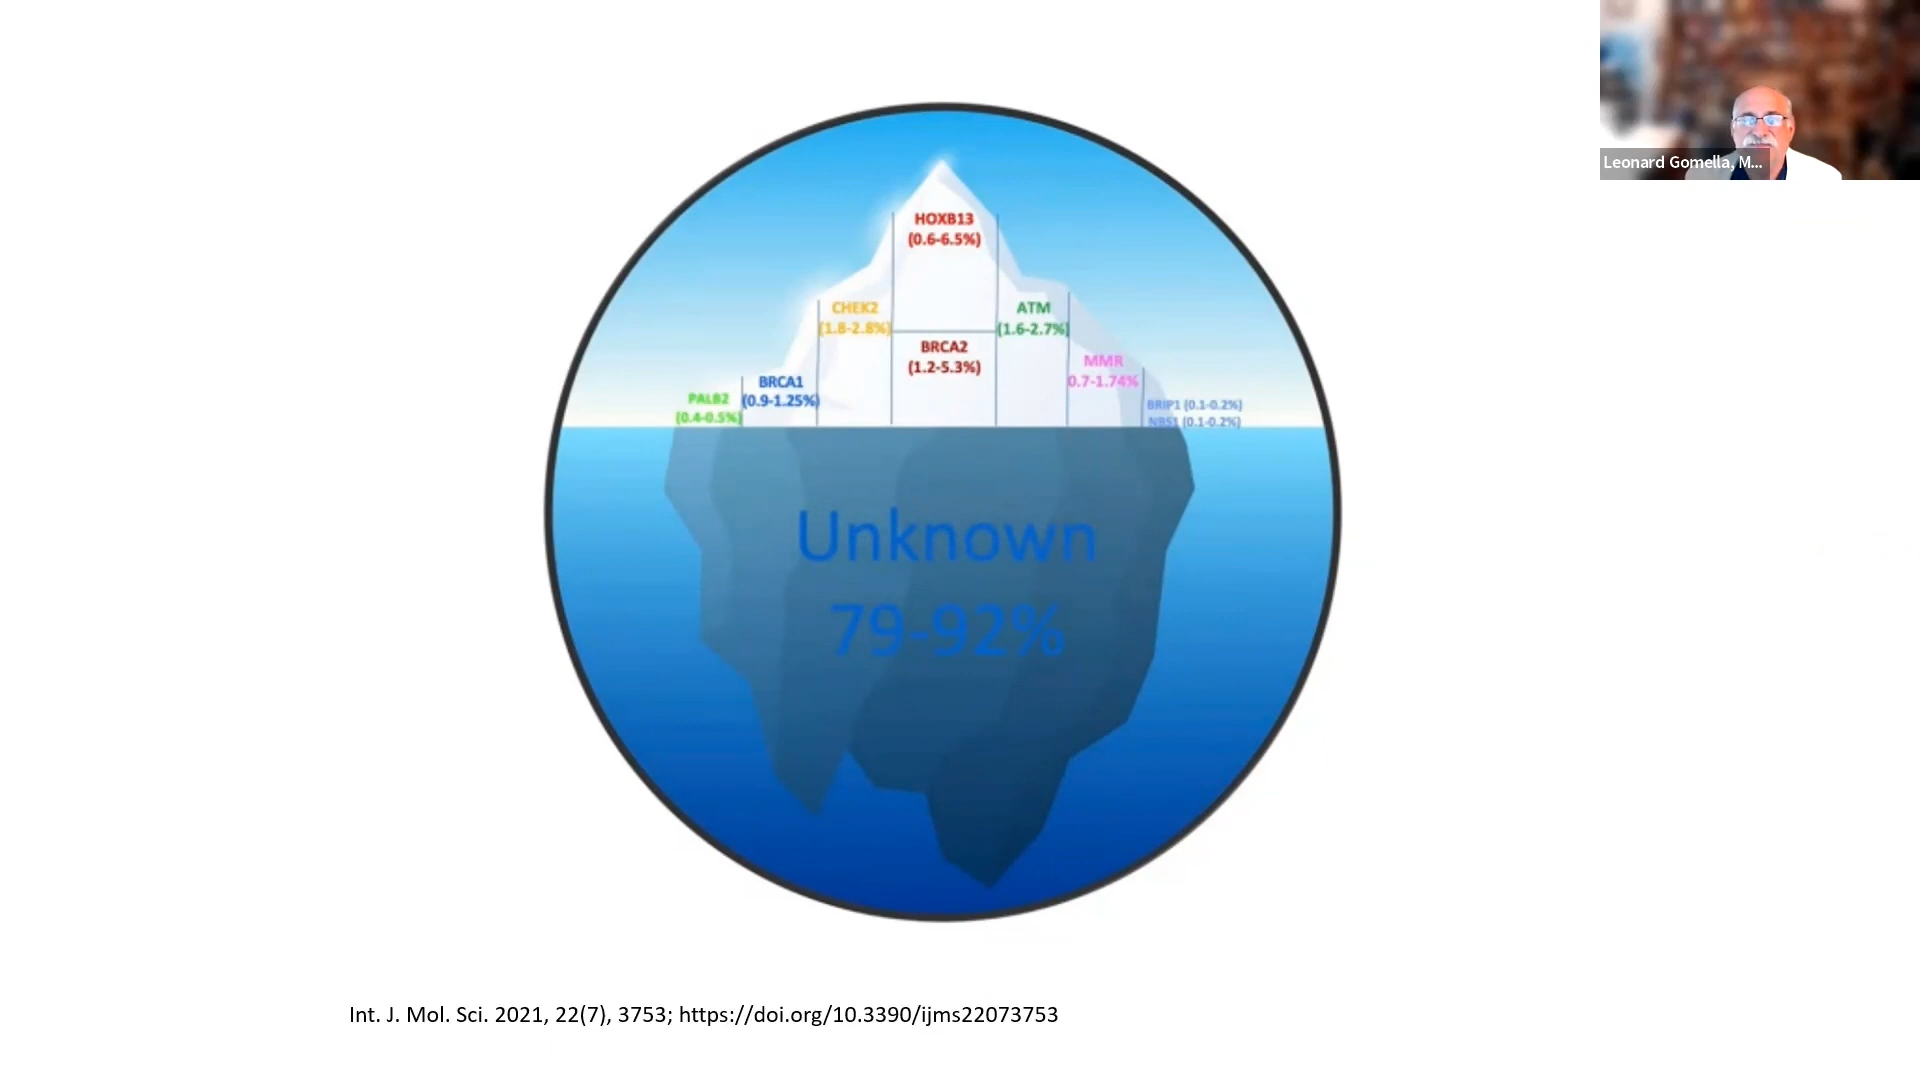 Leonard Gomella, M...
HOXB13
(0.6-6.5%)
CHEK2
(1.8-2.8%)
ATM
(1.6-2.7%)
BRCA2
(1.2-5.3%)
MMR
0.7-1.74%
BRCA1
(0.9-1.25%)
PALB2
(0.4-0.5%)
BRIP1 (0.1-0.2%)
NBS1 (0.1-0.2%)
Unknown
79-92%
Int. J. Mol. Sci. 2021, 22(7), 3753; https://doi.org/10.3390/ijms22073753